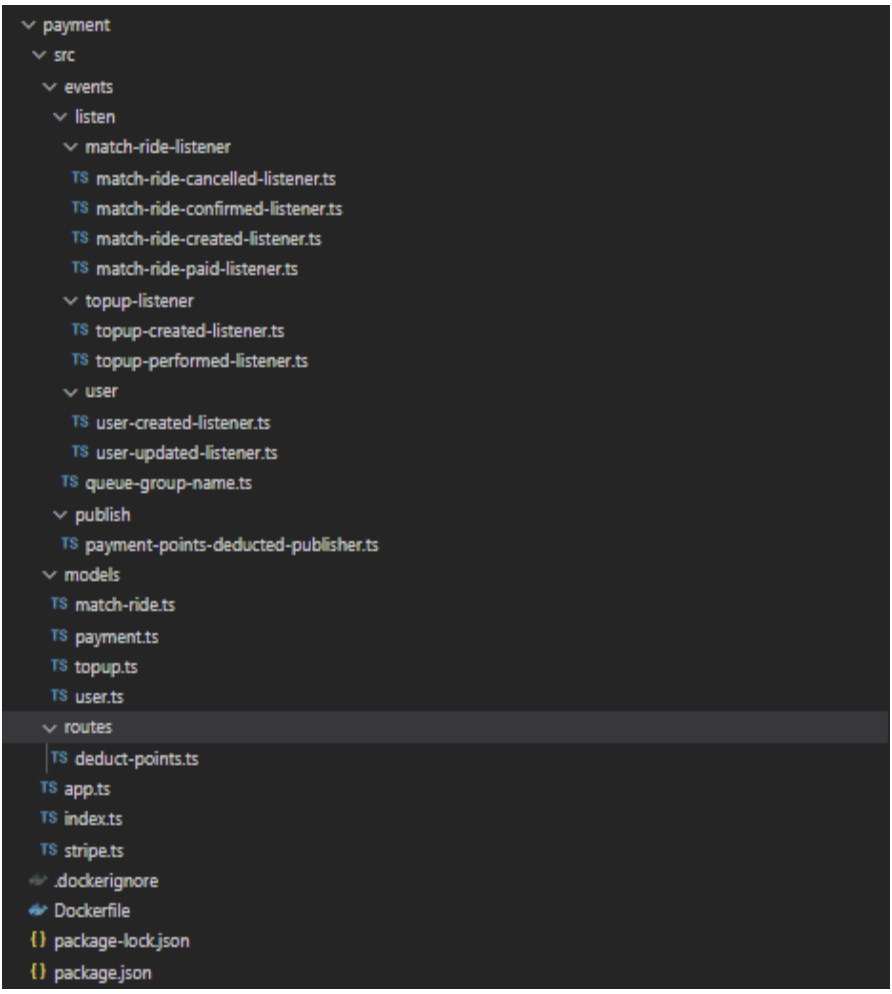 payment
src
events
listen
match-ride-listener
TS match-ride-cancelled-listener.ts
TS match-ride-confirmed-listener.ts
TS match-ride-created-listener.ts
TS match-ride-paid-listener.ts
topup-listener
TS topup-created-listener.ts
TS topup-performed-listener.ts
user
TS user-created-listener.ts
TS user-updated-listener.ts
TS queue-group-name.ts
publish
TS payment-points-deducted-publisher.ts
models
TS match-ride.ts
TS payment.ts
TS topup.ts
TS user.ts
routes
TS deduct-points.ts
TS app.ts
TS index.ts
TS stripe.ts
.dockerignore
Dockerfile
{} package-lock.json
{} package.json